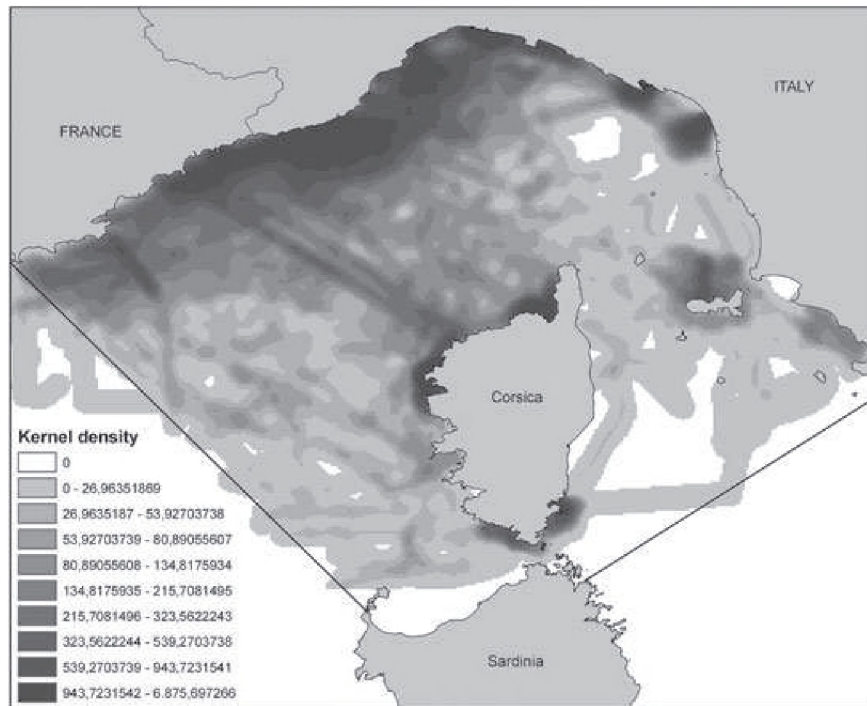 ITALY
FRANCE
Corsica
Kernel density
0
0 - 26,96351869
26,9635187 - 53,92703738
53,92703739 - 80,89055607
80,89055608 - 134,8175934
134,8175935 - 215,7081495
215,7081496 - 323,5622243
323,5622244 - 539,2703738
539,2703739 - 943,7231541
943,7231542 - 6.875,697266
Sardinia